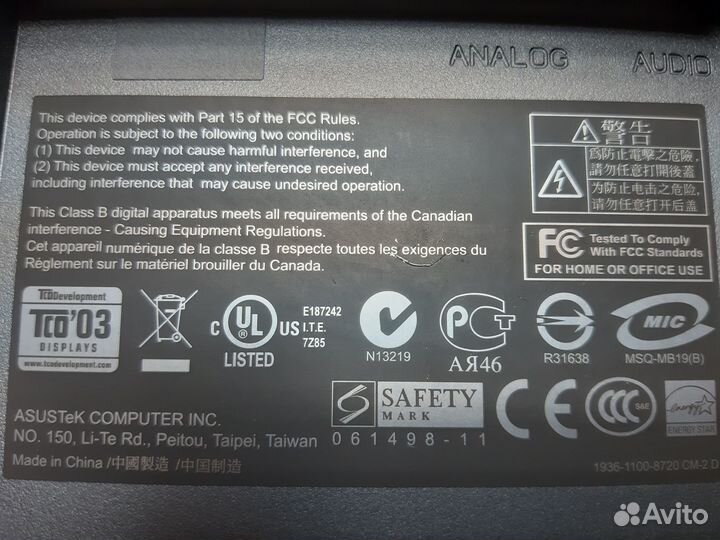 ANALOG
AUDIO
This device complies with Part 15 of the FCC Rules.
Operation is subject to the following two conditions:
(1) This device may not cause harmful interference, and
(2) This device must accept any interference received,
including interference that may cause undesired operation.
This Class B digital apparatus meets all requirements of the Canadian
interference - Causing Equipment Regulations.
Cet appareil numérique de la classe B respecte toutes les exigences du
Règlement sur le matériel brouiller du Canada.
警告
為防止電擊之危險,
請勿任意打開後蓋
为防止电击之危险,
请勿任意打开后盖
FC Tested To Comply
With FCC Standards
FOR HOME OR OFFICE USE
TCODevelopment
TCO'03
DISPLAYS
www.tcodevelopment.com
C UL US
LISTED
E187242
I.T.E.
7Z85
N13219
РСТ
АЯ46
R31638
MIC
MSQ-MB19(B)
S SAFETY
MARK
061498-11
CE
CCC
S&E
energy
ENERGY STAR
ASUSTeK COMPUTER INC.
NO. 150, Li-Te Rd., Peitou, Taipei, Taiwan
Made in China /中國製造 /中国制造
1936-1100-8720 CM-2 D
Avito